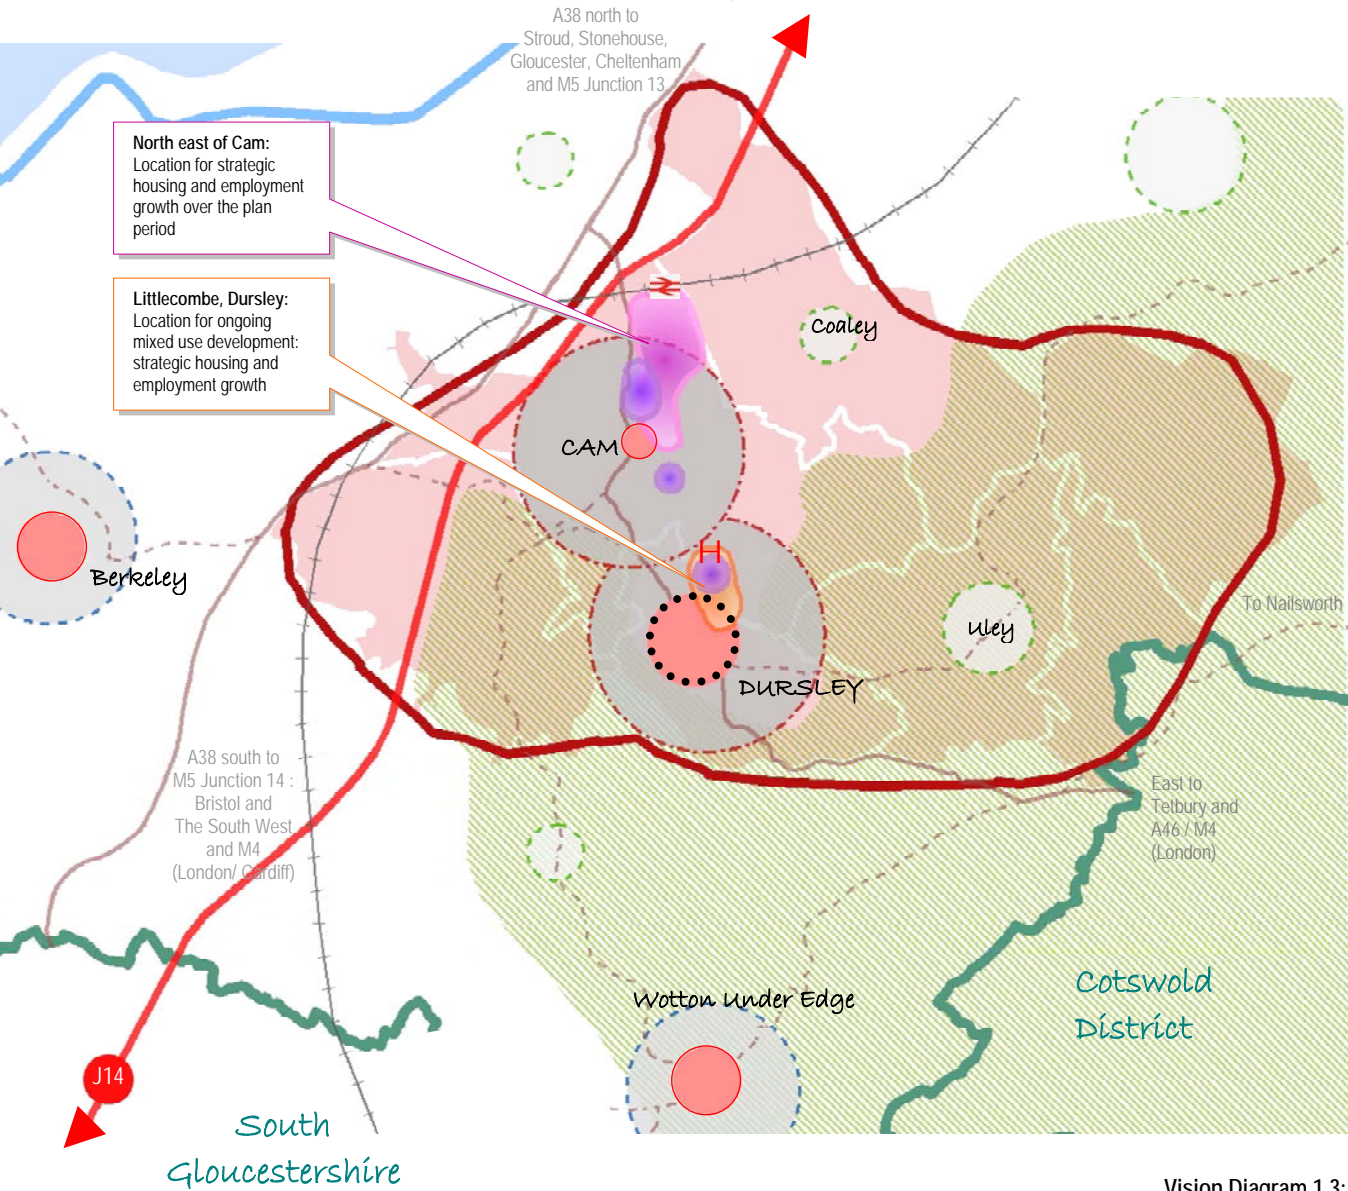 A38 north to
Stroud, Stonehouse,
Gloucester, Cheltenham
and M5 Junction 13
North east of Cam:
Location for strategic
housing and employment
growth over the plan
period
Littlecombe, Dursley:
Location for ongoing
mixed use development:
strategic housing and
employment growth
Coaley
CAM
Berkeley
H
Uley
To Nailsworth
DURSLEY
A38 south to
M5 Junction 14 :
Bristol and
The South West
and M4
(London/ Cardiff)
East to
Tetbury and
A46 / M4
(London)
Cotswold
District
Wotton Under Edge
J14
South
Gloucestershire
Vision Diagram 1.3: